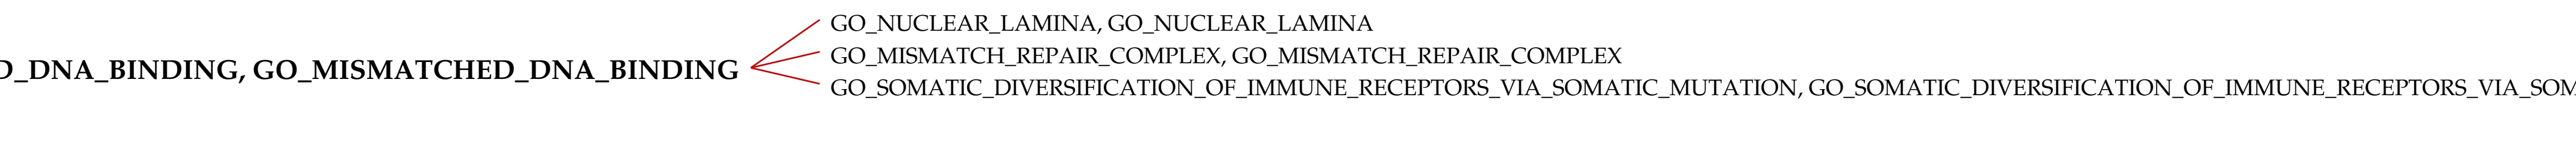 GO_NUCLEAR_LAMINA, GO_NUCLEAR_LAMINA
GO_MISMATCH_REPAIR_COMPLEX, GO_MISMATCH_REPAIR_COMPLEX
D_DNA_BINDING, GO_MISMATCHED_DNA_BINDING
GO_SOMATIC_DIVERSIFICATION_OF_IMMUNE_RECEPTORS_VIA_SOMATIC_MUTATION, GO_SOMATIC_DIVERSIFICATION_OF_IMMUNE_RECEPTORS_VIA_SOM